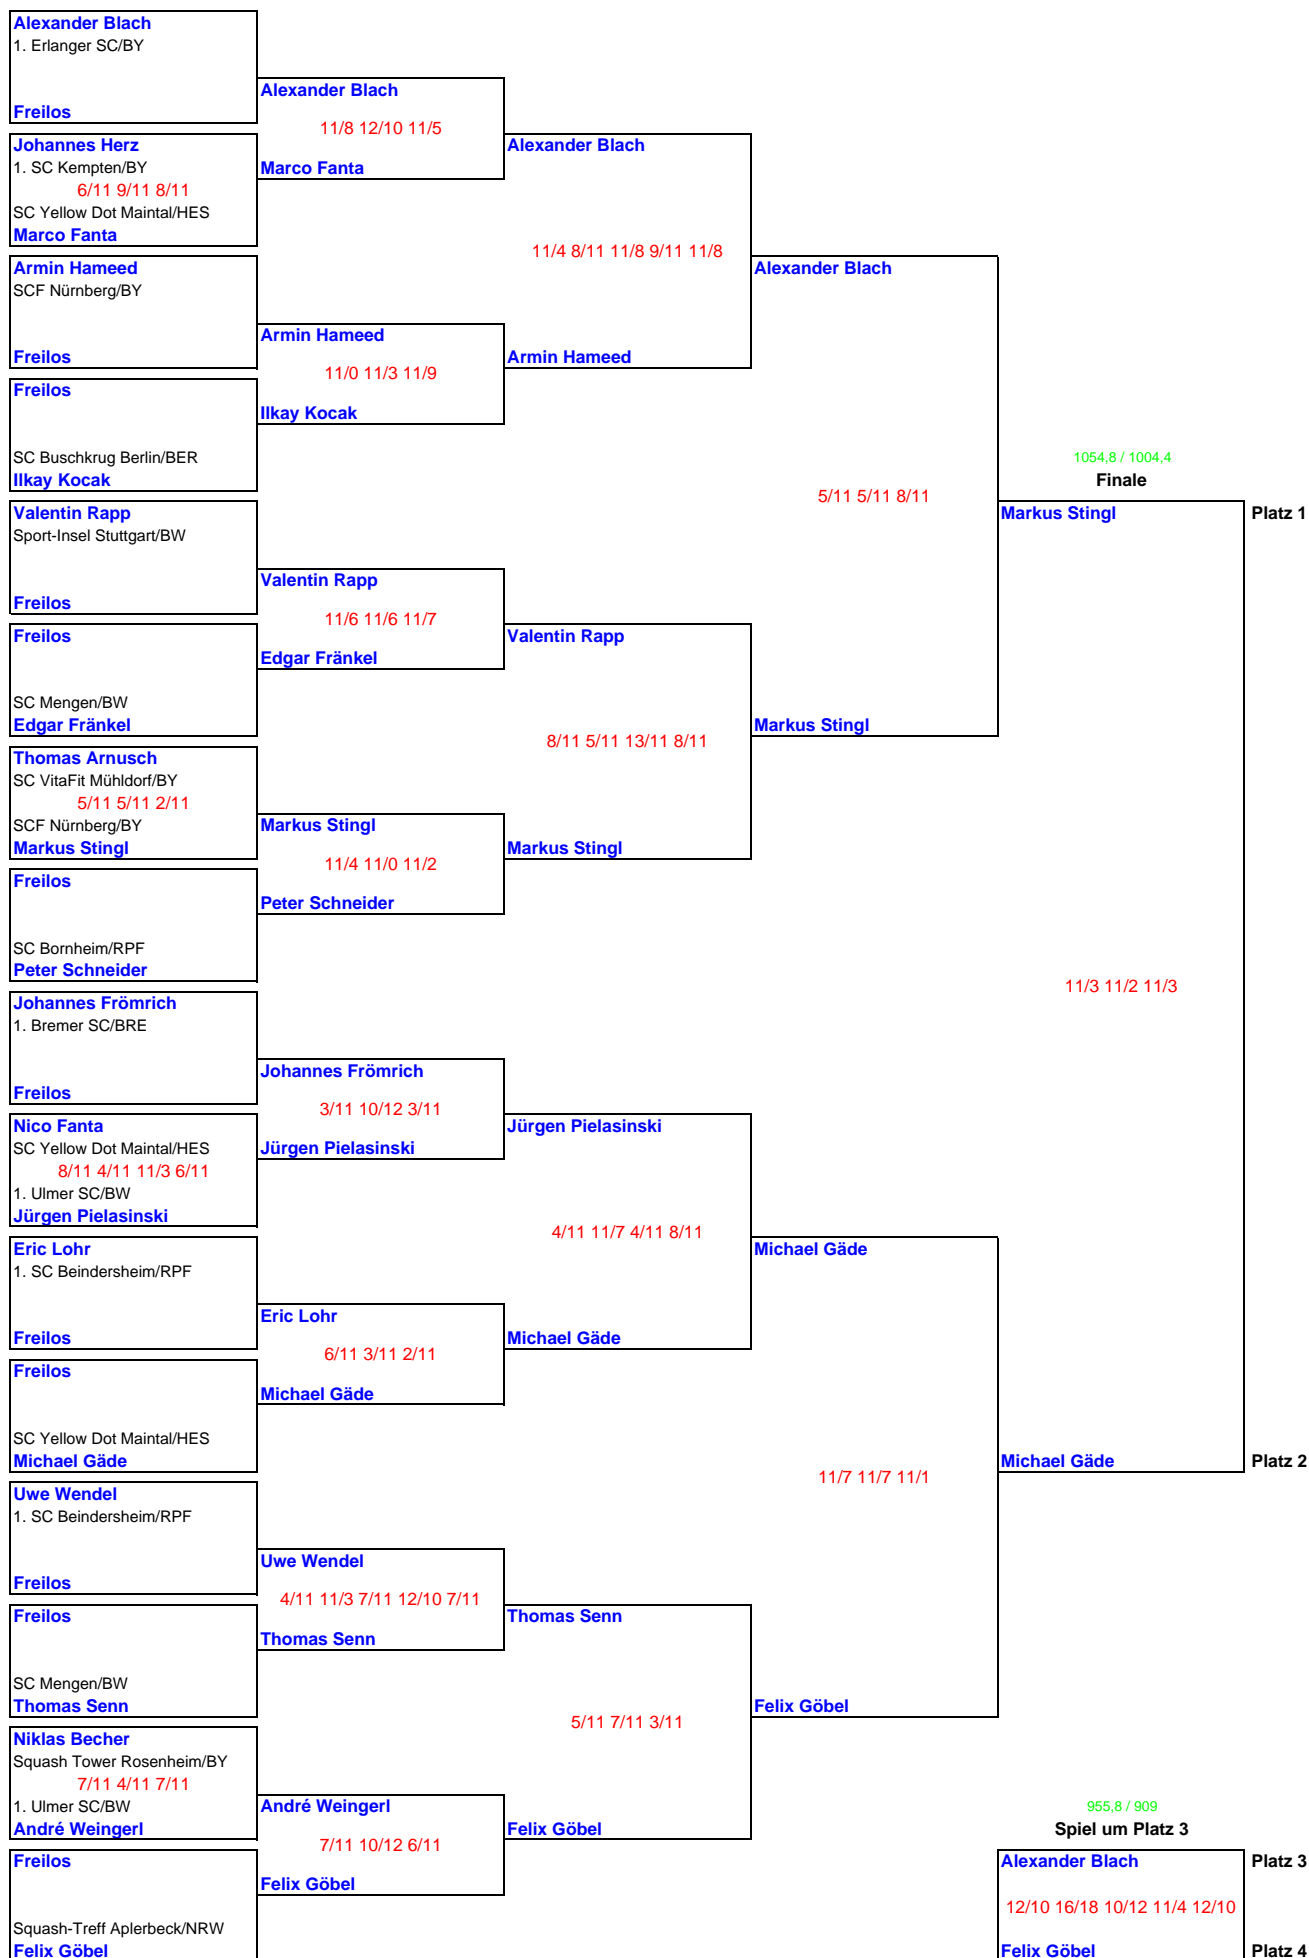 Alexander Blach
1. Erlanger SC/BY
Freilos
Johannes Herz
1. SC Kempten/BY
6/11 9/11 8/11
SC Yellow Dot Maintal/HES
Marco Fanta
Armin Hameed
SCF Nürnberg/BY
Freilos
Freilos
SC Buschkrug Berlin/BER
Ilkay Kocak
Valentin Rapp
Sport-Insel Stuttgart/BW
Freilos
Freilos
SC Mengen/BW
Edgar Fränkel
Thomas Arnusch
SC VitaFit Mühldorf/BY
5/11 5/11 2/11
SCF Nürnberg/BY
Markus Stingl
Freilos
SC Bornheim/RPF
Peter Schneider
Johannes Frömrich
1. Bremer SC/BRE
Freilos
Nico Fanta
SC Yellow Dot Maintal/HES
8/11 4/11 11/3 6/11
1. Ulmer SC/BW
Jürgen Pielasinski
Eric Lohr
1. SC Beindersheim/RPF
Freilos
Freilos
SC Yellow Dot Maintal/HES
Michael Gäde
Uwe Wendel
1. SC Beindersheim/RPF
Freilos
Freilos
SC Mengen/BW
Thomas Senn
Niklas Becher
Squash Tower Rosenheim/BY
7/11 4/11 7/11
1. Ulmer SC/BW
André Weingerl
Freilos
Squash-Treff Aplerbeck/NRW
Felix Göbel
Alexander Blach
11/8 12/10 11/5
Marco Fanta
Armin Hameed
11/0 11/3 11/9
Ilkay Kocak
Valentin Rapp
11/6 11/6 11/7
Edgar Fränkel
Markus Stingl
11/4 11/0 11/2
Peter Schneider
Johannes Frömrich
3/11 10/12 3/11
Jürgen Pielasinski
Eric Lohr
6/11 3/11 2/11
Michael Gäde
Uwe Wendel
4/11 11/3 7/11 12/10 7/11
Thomas Senn
André Weingerl
7/11 10/12 6/11
Felix Göbel
Alexander Blach
11/4 8/11 11/8 9/11 11/8
Armin Hameed
Valentin Rapp
8/11 5/11 13/11 8/11
Markus Stingl
Jürgen Pielasinski
4/11 11/7 4/11 8/11
Michael Gäde
Thomas Senn
5/11 7/11 3/11
Felix Göbel
Alexander Blach
5/11 5/11 8/11
Markus Stingl
Michael Gäde
11/7 11/7 11/1
Felix Göbel
1054,8 / 1004,4
Finale
Markus Stingl Platz 1
11/3 11/2 11/3
Michael Gäde Platz 2
955,8 / 909
Spiel um Platz 3
Alexander Blach Platz 3
12/10 16/18 10/12 11/4 12/10
Felix Göbel Platz 4